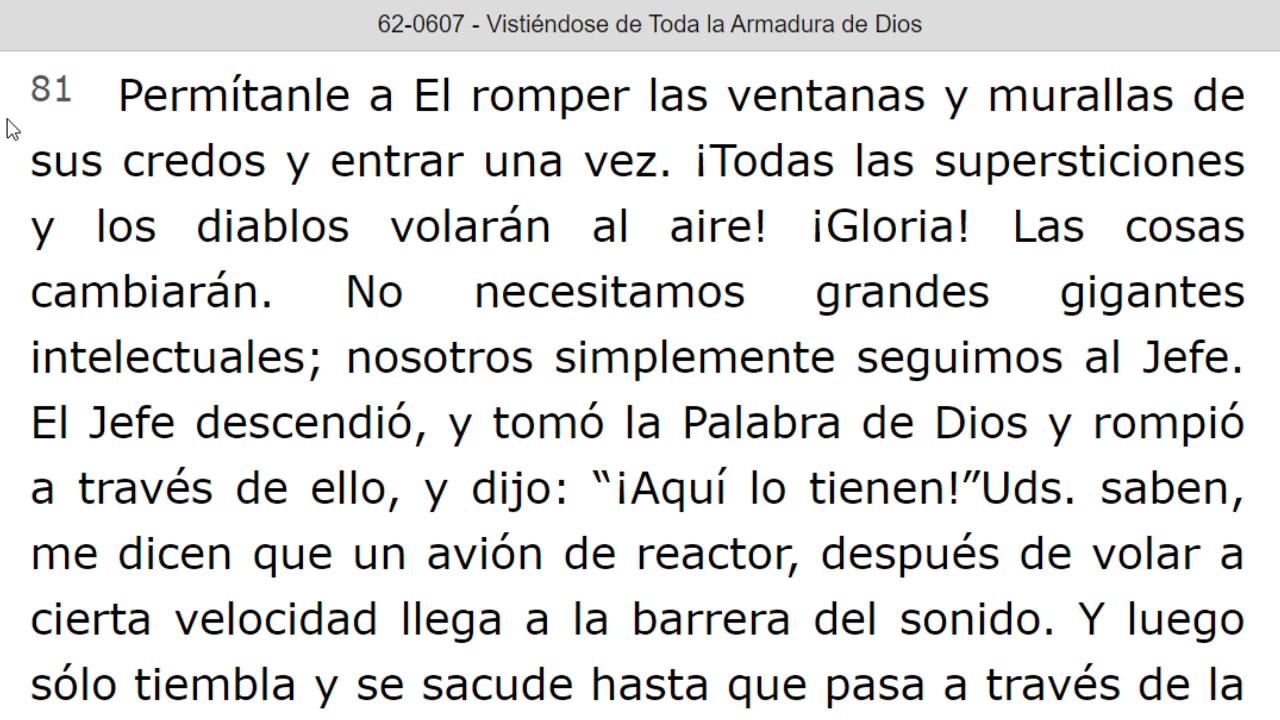 62-0607 - Vistiéndose de Toda la Armadura de Dios
81 Permítanle a El romper las ventanas y murallas de
sus credos y entrar una vez. ¡Todas las supersticiones
y los diablos volarán al aire! ¡Gloria! Las cosas
cambiarán. No necesitamos grandes gigantes
intelectuales; nosotros simplemente seguimos al Jefe.
El Jefe descendió, y tomó la Palabra de Dios y rompió
a través de ello, y dijo: “¡Aquí lo tienen!”Uds. saben,
me dicen que un avión de reactor, después de volar a
cierta velocidad llega a la barrera del sonido. Y luego
sólo tiembla y se sacude hasta que pasa a través de la